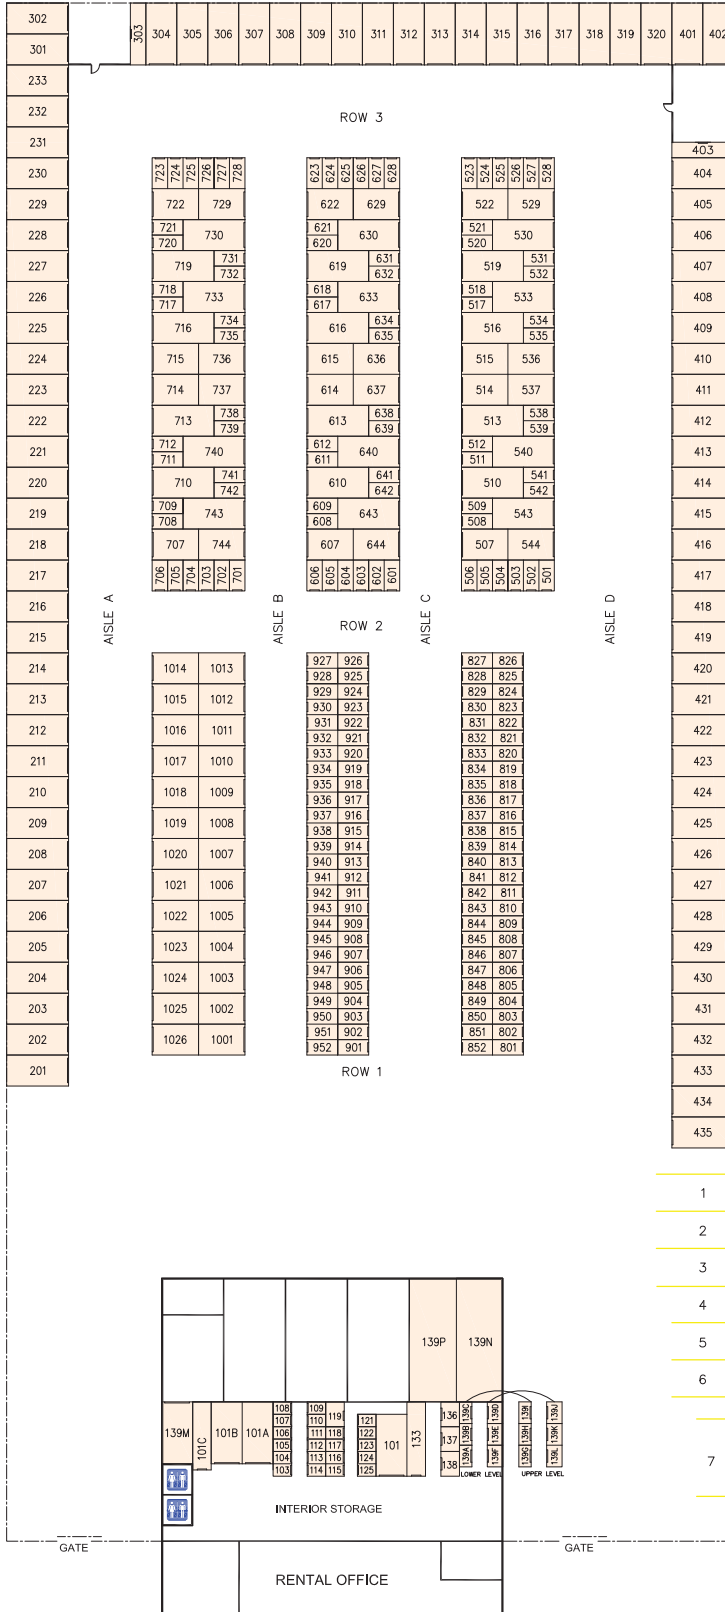 302 303 304 305 306 307 308 309 310 311 312 313 314 315 316 317 318 319 320 401 402
301
233
232 ROW 3
231 403
230 723 724 725 726 727 728 623 624 625 626 627 628 523 524 525 526 527 528 404
229 722 729 622 629 522 529 405
228 721 730 621 630 521 530 406
720 620 520
227 719 731 619 631 519 531 407
732 632 532
226 718 733 618 633 518 533 408
717 617 517
225 716 734 616 634 516 534 409
735 635 535
224 715 736 615 636 515 536 410
223 714 737 614 637 514 537 411
222 713 738 613 638 513 538 412
739 639 539
221 712 740 612 640 512 540 413
711 611 511
220 710 741 610 641 510 541 414
742 642 542
219 709 743 609 643 509 543 415
708 608 508
218 707 744 607 644 507 544 416
217 706 705 704 703 702 701 606 605 604 603 602 601 506 505 504 503 502 501 417
216 418
AISLE A AISLE B AISLE C AISLE D
ROW 2
215 419
214 1014 1013 927 926 827 826 420
928 925 828 825
213 1015 1012 929 924 829 824 421
930 923 830 823
212 1016 1011 931 922 831 822 422
932 921 832 821
211 1017 1010 933 920 833 820 423
934 919 834 819
210 1018 1009 935 918 835 818 424
936 917 836 817
209 1019 1008 937 916 837 816 425
938 915 838 815
208 1020 1007 939 914 839 814 426
940 913 840 813
207 1021 1006 941 912 841 812 427
942 911 842 811
206 1022 1005 943 910 843 810 428
944 909 844 809
205 1023 1004 945 908 845 808 429
946 907 846 807
204 1024 1003 947 906 847 806 430
948 905 848 805
203 1025 1002 949 904 849 804 431
950 903 850 803
202 1026 1001 951 902 851 802 432
952 901 852 801
201 ROW 1 433
434
435
1
2
3
4
5
6
7
139P 139N
139M 101C 101B 101A
108
107
106
105
104
103
109
110 119
111 118
112 117
113 116
114 115
121
122
123
124
125
101 133
136
137
138
139C 139D 139I 139J
139B 139E 139H 139K
139A 139F 139G 139L
LOWER LEVEL UPPER LEVEL
INTERIOR STORAGE
GATE GATE
RENTAL OFFICE